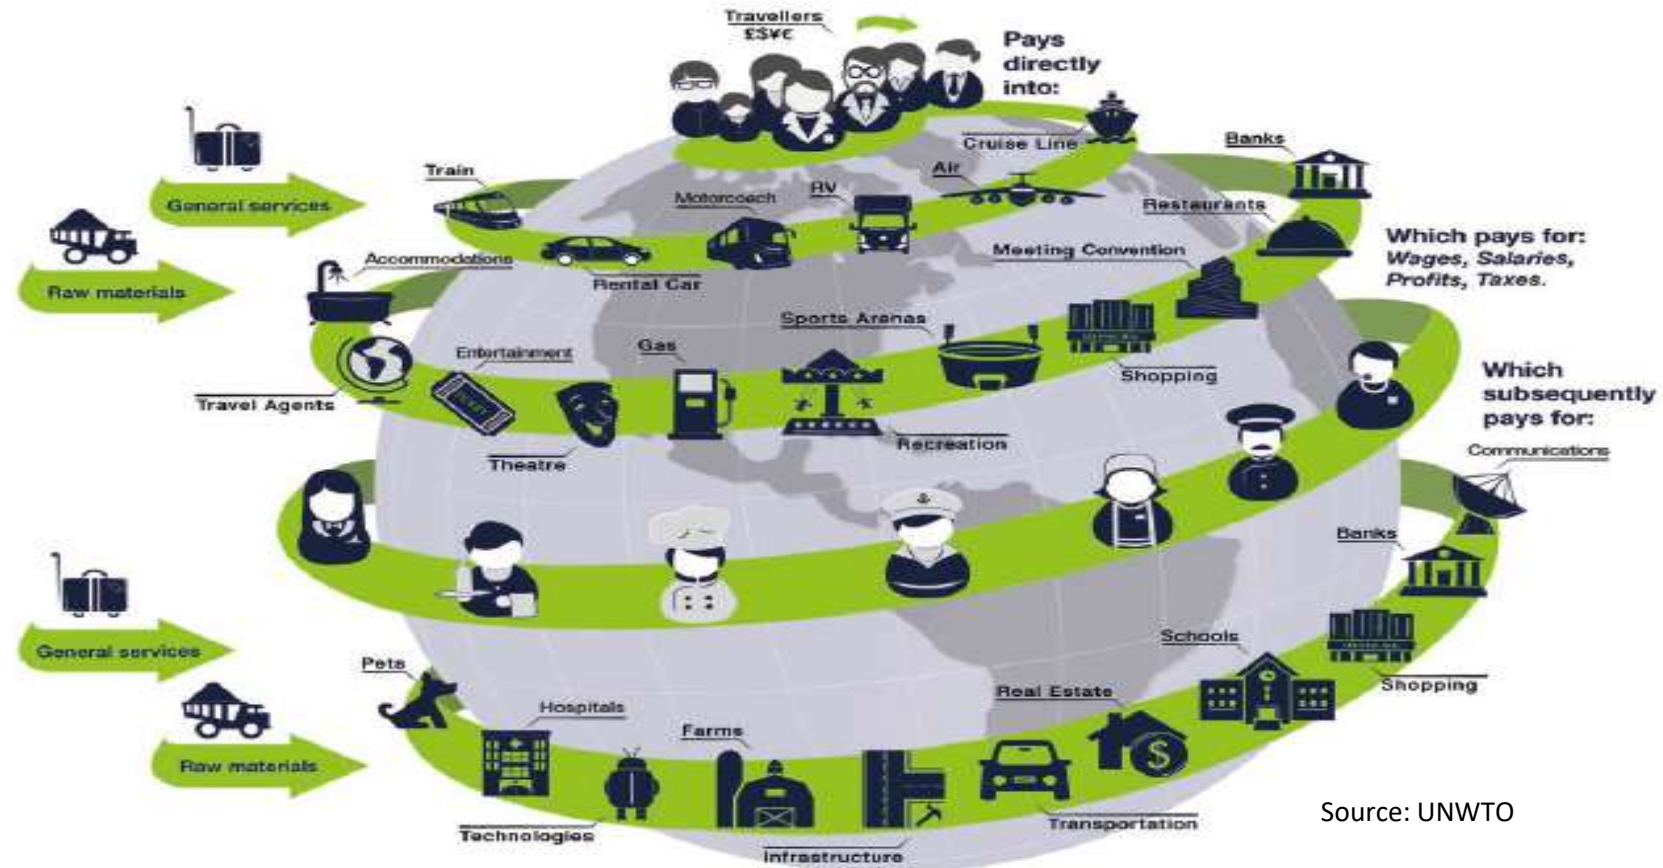 Travellers
£$¥€
Pays
directly
into:
Cruise Line
Banks
Train
Air
RV
Motorcoach
General services
Restaurants
Which pays for:
Wages, Salaries,
Profits, Taxes.
Meeting Convention
Accommodations
Rental Car
Raw materials
Sports Arenas
Gas
Entertainment
Shopping
Travel Agents
Recreation
Theatre
Which
subsequently
pays for:
Communications
Banks
General services
Schools
Pets
Shopping
Real Estate
Hospitals
Farms
Raw materials
$
Transportation
Technologies
Infrastructure
Source: UNWTO